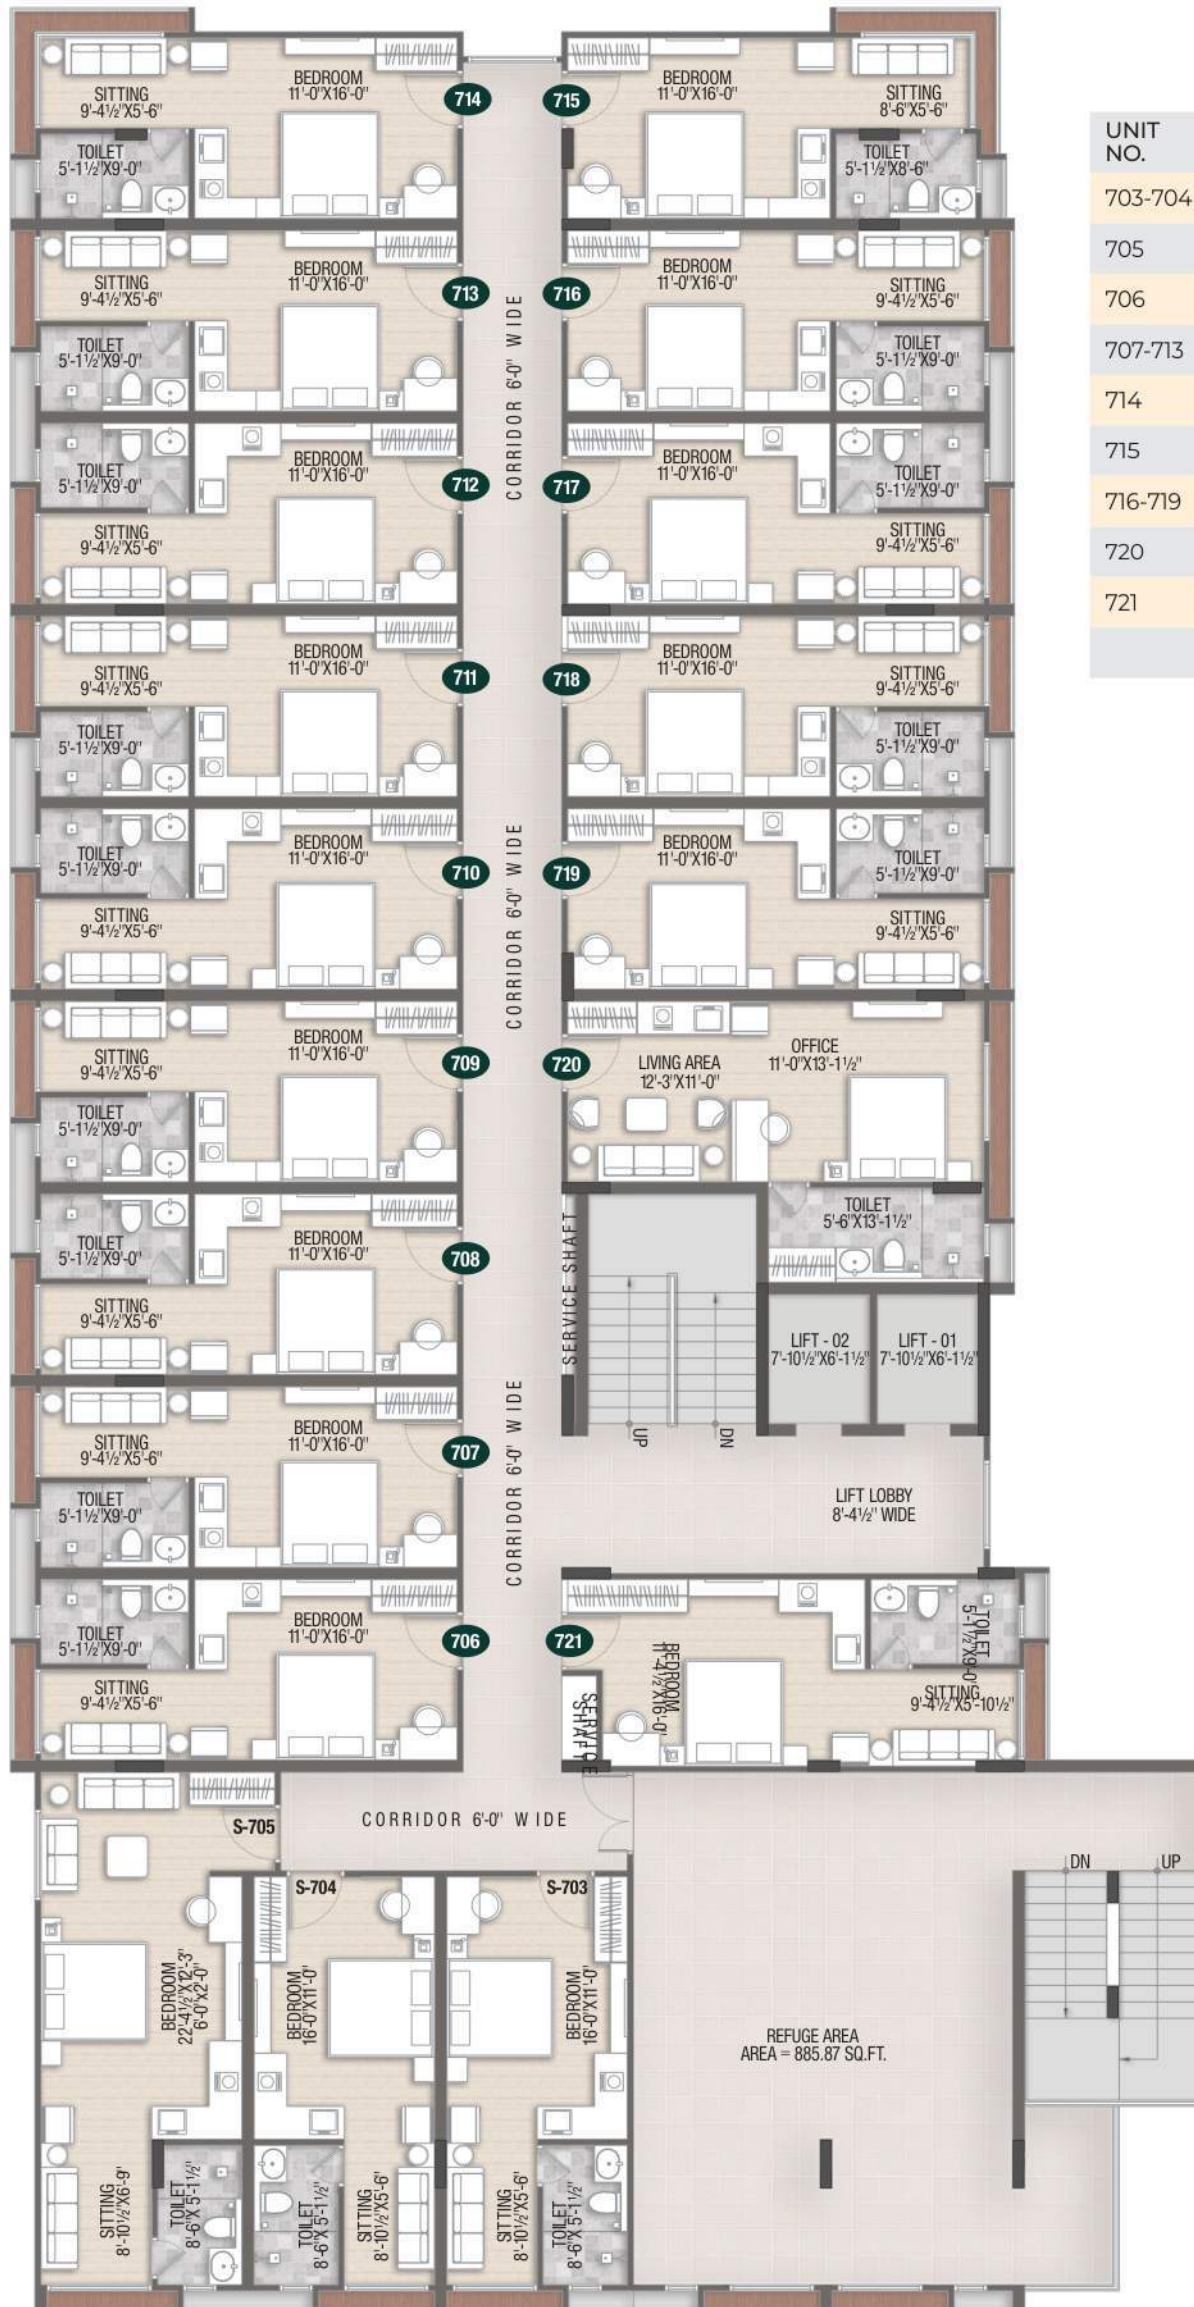 BEDROOM
11'-0"X16'-0"
714
SITTING
9'-4½"X5'-6"
TOILET
5'-1½"X9'-0"
715
BEDROOM
11'-0"X16'-0"
SITTING
8'-6"X5'-6"
TOILET
5'-1½"X8'-6"
SITTING
9'-4½"X5'-6"
BEDROOM
11'-0"X16'-0"
713
TOILET
5'-1½"X9'-0"
CORRIDOR 6'-0" WIDE
716
BEDROOM
11'-0"X16'-0"
SITTING
9'-4½"X5'-6"
TOILET
5'-1½"X9'-0"
TOILET
5'-1½"X9'-0"
BEDROOM
11'-0"X16'-0"
712
SITTING
9'-4½"X5'-6"
717
BEDROOM
11'-0"X16'-0"
TOILET
5'-1½"X9'-0"
SITTING
9'-4½"X5'-6"
SITTING
9'-4½"X5'-6"
BEDROOM
11'-0"X16'-0"
711
TOILET
5'-1½"X9'-0"
718
BEDROOM
11'-0"X16'-0"
SITTING
9'-4½"X5'-6"
TOILET
5'-1½"X9'-0"
TOILET
5'-1½"X9'-0"
BEDROOM
11'-0"X16'-0"
710
SITTING
9'-4½"X5'-6"
CORRIDOR 6'-0" WIDE
719
BEDROOM
11'-0"X16'-0"
TOILET
5'-1½"X9'-0"
SITTING
9'-4½"X5'-6"
SITTING
9'-4½"X5'-6"
BEDROOM
11'-0"X16'-0"
709
TOILET
5'-1½"X9'-0"
720
LIVING AREA
12'-3"X11'-0"
OFFICE
11'-0"X13'-1½"
TOILET
5'-6"X13'-1½"
TOILET
5'-1½"X9'-0"
BEDROOM
11'-0"X16'-0"
708
SITTING
9'-4½"X5'-6"
SERVICE SHAFT
UP
DN
LIFT - 02
7'-10½"X6'-1½"
LIFT - 01
7'-10½"X6'-1½"
SITTING
9'-4½"X5'-6"
BEDROOM
11'-0"X16'-0"
707
TOILET
5'-1½"X9'-0"
CORRIDOR 6'-0" WIDE
LIFT LOBBY
8'-4½" WIDE
TOILET
5'-1½"X9'-0"
BEDROOM
11'-0"X16'-0"
706
SITTING
9'-4½"X5'-6"
721
BEDROOM
11'-4½"X16'-0"
TOILET
5'-1½"X9'-0"
SITTING
9'-4½"X5'-10½"
SERVICE
SHAFT
CORRIDOR 6'-0" WIDE
S-705
BEDROOM
22'-4½"X12'-3"
6'-0"x2'-0"
SITTING
8'-10½"X6'-9"
TOILET
8'-6"X 5'-1½"
S-704
BEDROOM
16'-0"X11'-0"
TOILET
8'-6"X 5'-1½"
SITTING
8'-10½"X5'-6"
S-703
BEDROOM
16'-0"X11'-0"
SITTING
8'-10½"X5'-6"
TOILET
8'-6"X 5'-1½"
REFUGE AREA
AREA = 885.87 SQ.FT.
DN
UP
UNIT
NO.
703-704
705
706
707-713
714
715
716-719
720
721